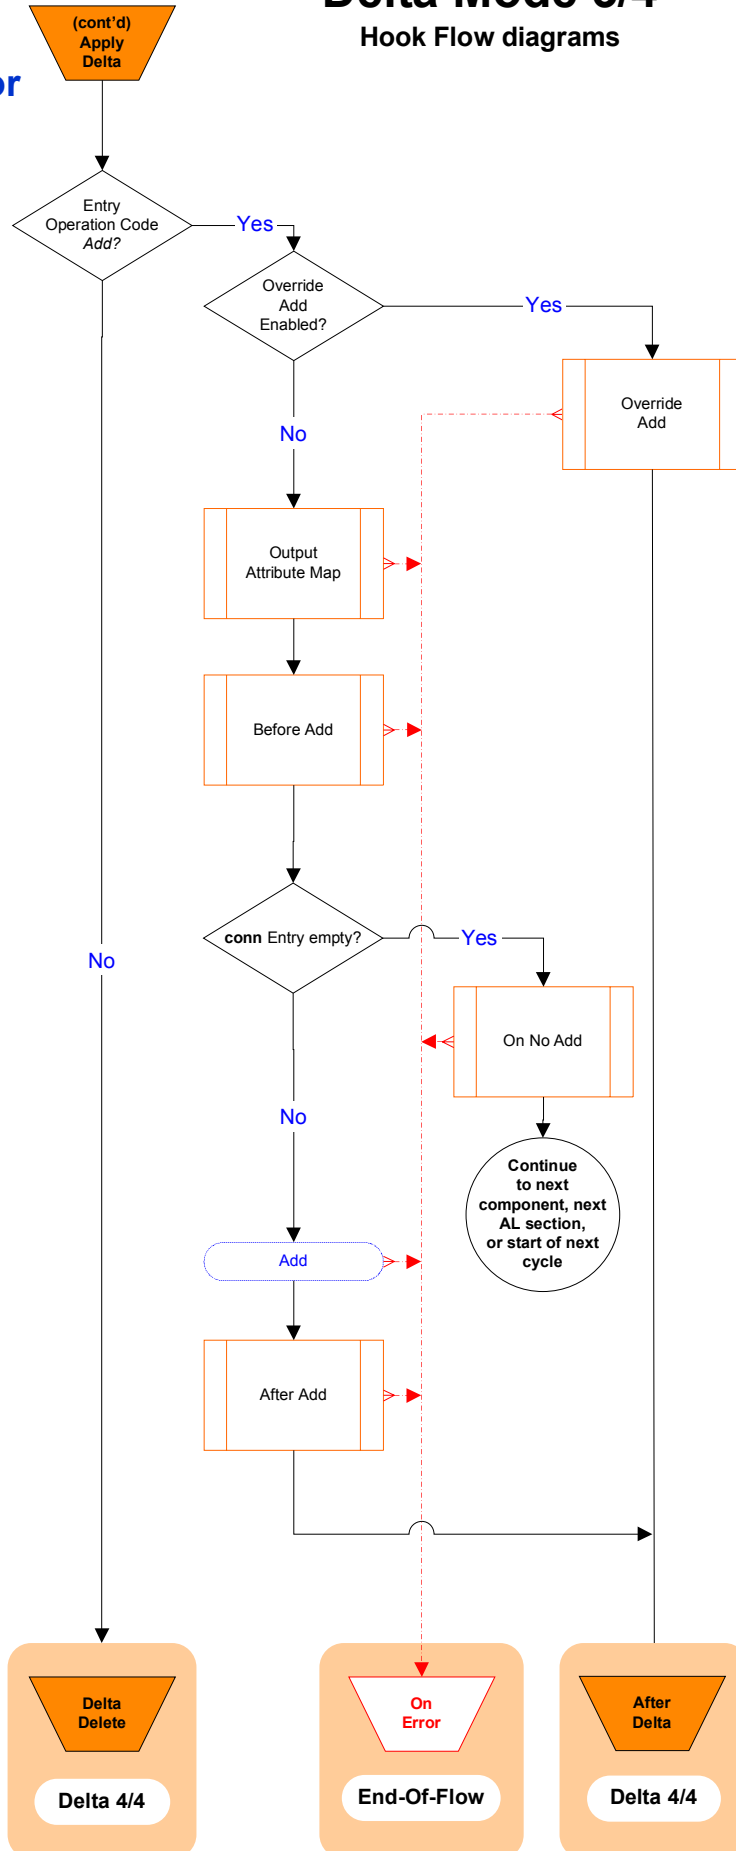 Delta Mode 3/4
Hook Flow diagrams
or
(cont'd)
Apply
Delta
Entry
Operation Code
Add?
Yes
Override
Add
Enabled?
Yes
Override
Add
No
Output
Attribute Map
Before Add
conn Entry empty?
Yes
No
On No Add
No
Continue
to next
component, next
AL section,
or start of next
cycle
Add
After Add
Delta
Delete
On
Error
After
Delta
Delta 4/4
End-Of-Flow
Delta 4/4